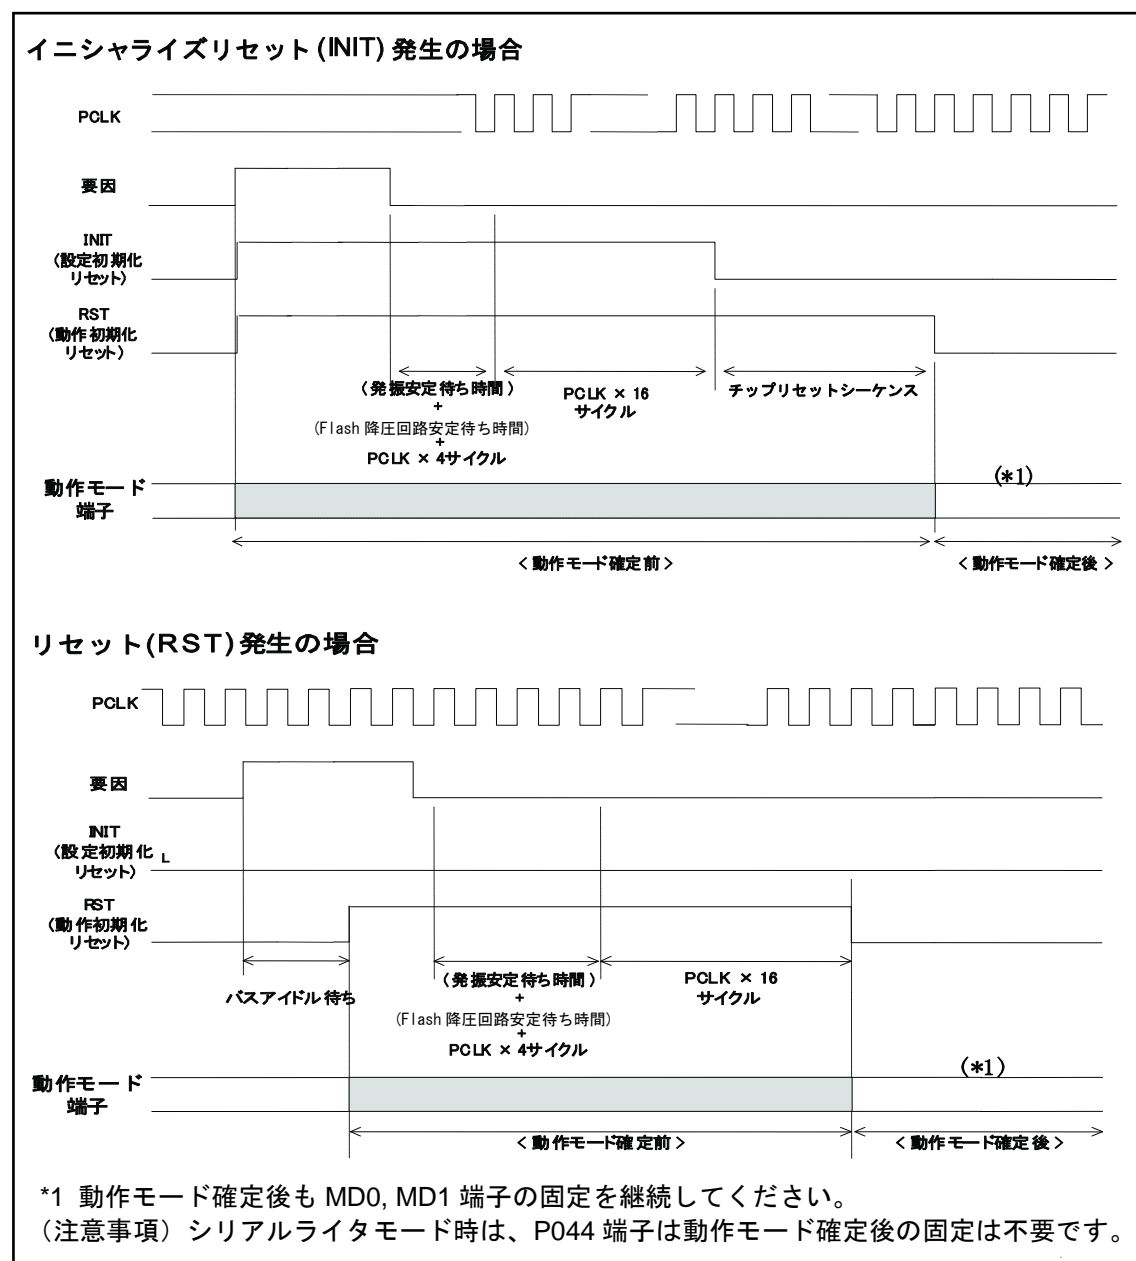 イニシャライズリセット(INIT)発生の場合
PCLK
要因
INIT
(設定初期化
リセット)
RST
(動作初期化
リセット)
(発振安定待ち時間)
+
(Flash 降圧回路安定待ち時間)
+
PCLK × 4サイクル
PCLK × 16
サイクル
チップリセットシーケンス
動作モード
端子
(*1)
<動作モード確定前>
<動作モード確定後>
リセット(RST)発生の場合
PCLK
要因
INIT
(設定初期化
リセット)
L
RST
(動作初期化
リセット)
バスアイドル待ち
(発振安定待ち時間)
+
(Flash 降圧回路安定待ち時間)
+
PCLK × 4サイクル
PCLK × 16
サイクル
動作モード
端子
(*1)
<動作モード確定前>
<動作モード確定後>
*1 動作モード確定後も MD0, MD1 端子の固定を継続してください。
(注意事項)シリアルライタモード時は、P044 端子は動作モード確定後の固定は不要です。